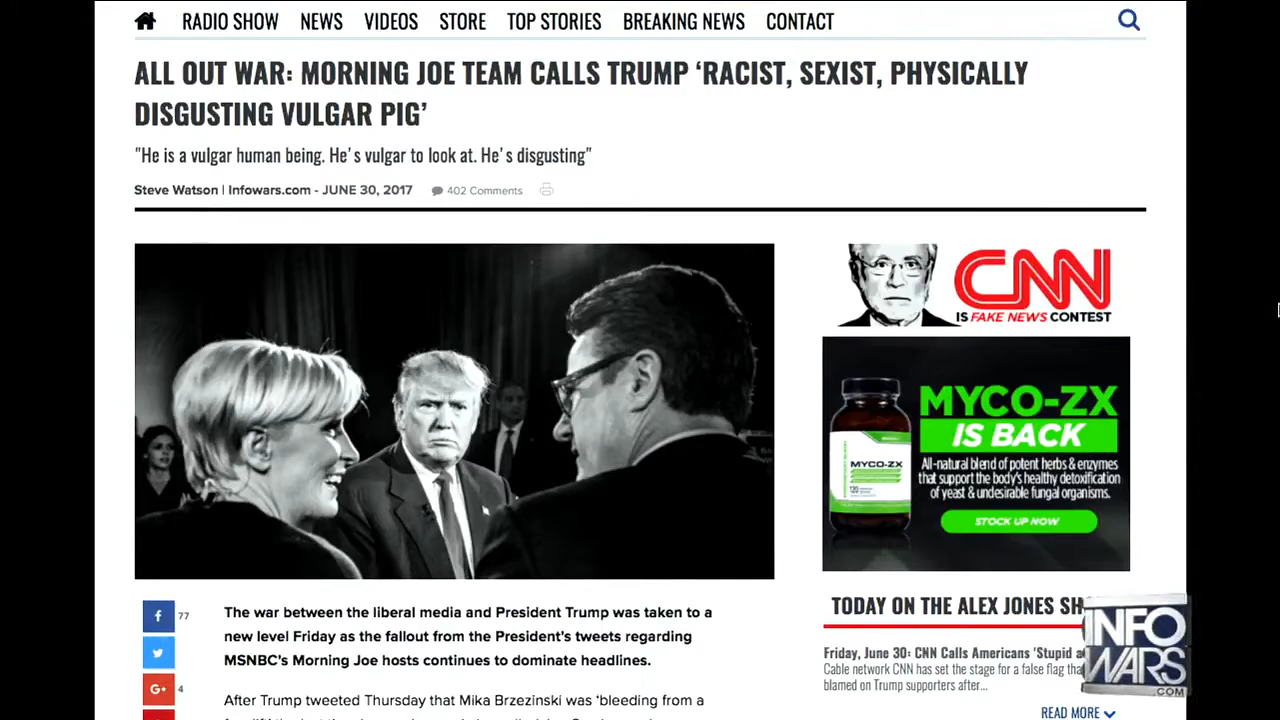 RADIO SHOW NEWS VIDEOS STORE TOP STORIES BREAKING NEWS CONTACT
ALL OUT WAR: MORNING JOE TEAM CALLS TRUMP ‘RACIST, SEXIST, PHYSICALLY
DISGUSTING VULGAR PIG’
"He is a vulgar human being. He's vulgar to look at. He's disgusting"
Steve Watson | Infowars.com - JUNE 30, 2017 402 Comments
CNN
IS FAKE NEWS CONTEST
MYCO-ZX
IS BACK
All-natural blend of potent herbs & enzymes
that support the body's healthy detoxification
of yeast & undesirable fungal organisms.
STOCK UP NOW
MYCO-ZX
f 77
G+ 4
The war between the liberal media and President Trump was taken to a
new level Friday as the fallout from the President’s tweets regarding
MSNBC’s Morning Joe hosts continues to dominate headlines.
After Trump tweeted Thursday that Mika Brzezinski was ‘bleeding from a
TODAY ON THE ALEX JONES SH
Friday, June 30: CNN Calls Americans 'Stupid a
Cable network CNN has set the stage for a false flag tha
blamed on Trump supporters after...
READ MORE
INFO
WARS
.COM